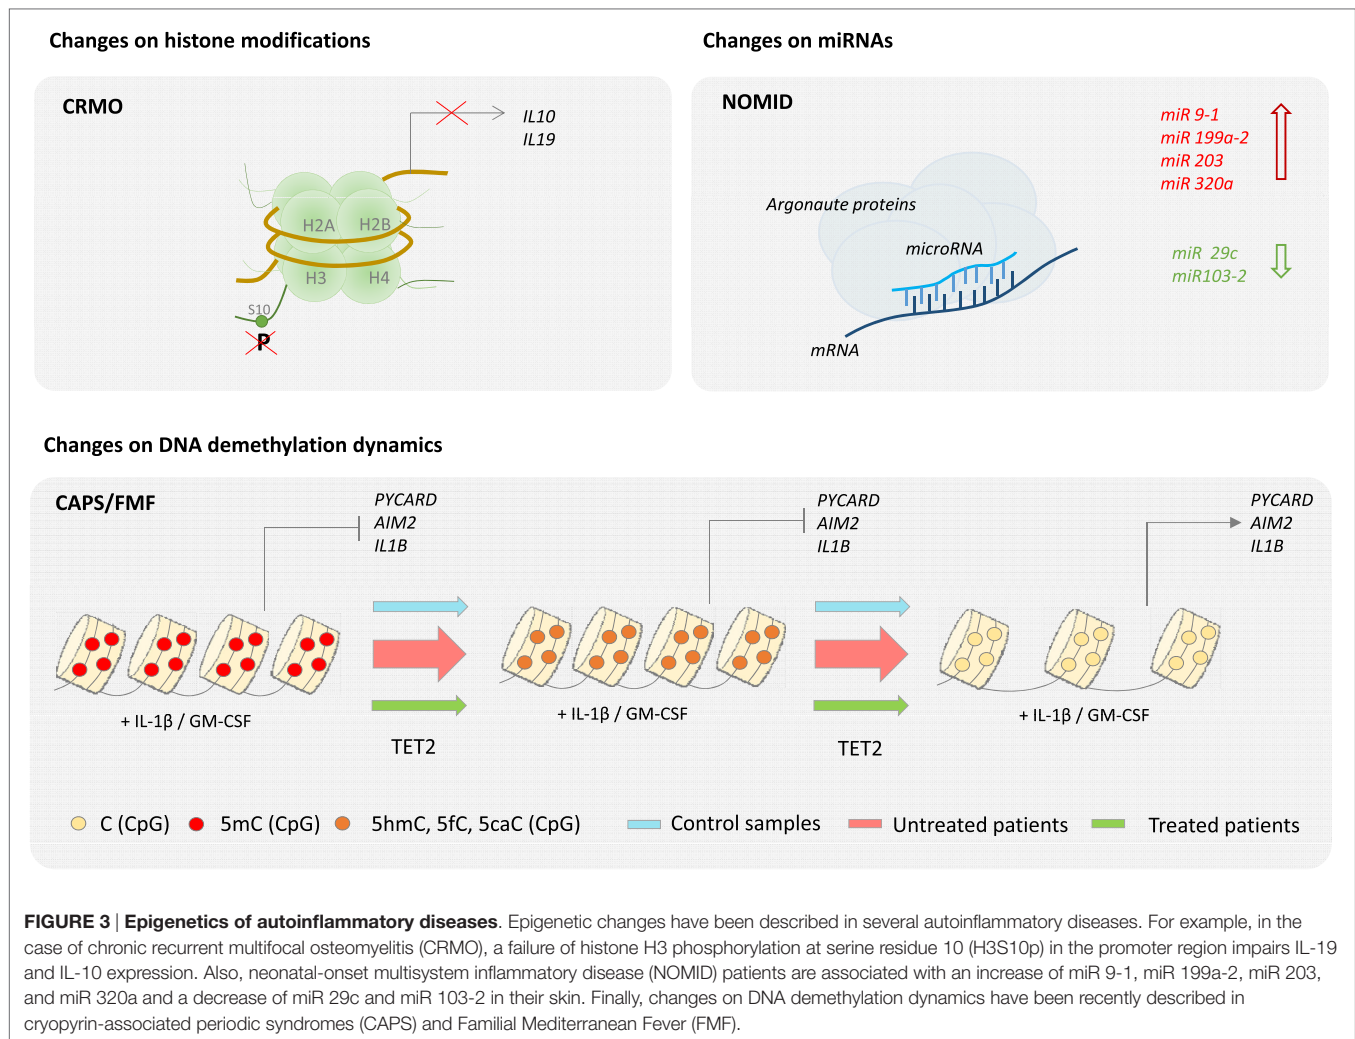 Changes on histone modifications
CRMO
IL10
IL19
H2A
H2B
H3
H4
S10
P
Changes on miRNAs
NOMID
miR 9-1
miR 199a-2
miR 203
miR 320a
Argonaute proteins
microRNA
miR 29c
miR103-2
mRNA
Changes on DNA demethylation dynamics
CAPS/FMF
PYCARD
AIM2
IL1B
PYCARD
AIM2
IL1B
PYCARD
AIM2
IL1B
+ IL-1β / GM-CSF
+ IL-1β / GM-CSF
+ IL-1β / GM-CSF
TET2
TET2
C (CpG)
5mC (CpG)
5hmC, 5fC, 5caC (CpG)
Control samples
Untreated patients
Treated patients
FIGURE 3 | Epigenetics of autoinflammatory diseases. Epigenetic changes have been described in several autoinflammatory diseases. For example, in the
case of chronic recurrent multifocal osteomyelitis (CRMO), a failure of histone H3 phosphorylation at serine residue 10 (H3S10p) in the promoter region impairs IL-19
and IL-10 expression. Also, neonatal-onset multisystem inflammatory disease (NOMID) patients are associated with an increase of miR 9-1, miR 199a-2, miR 203,
and miR 320a and a decrease of miR 29c and miR 103-2 in their skin. Finally, changes on DNA demethylation dynamics have been recently described in
cryopyrin-associated periodic syndromes (CAPS) and Familial Mediterranean Fever (FMF).